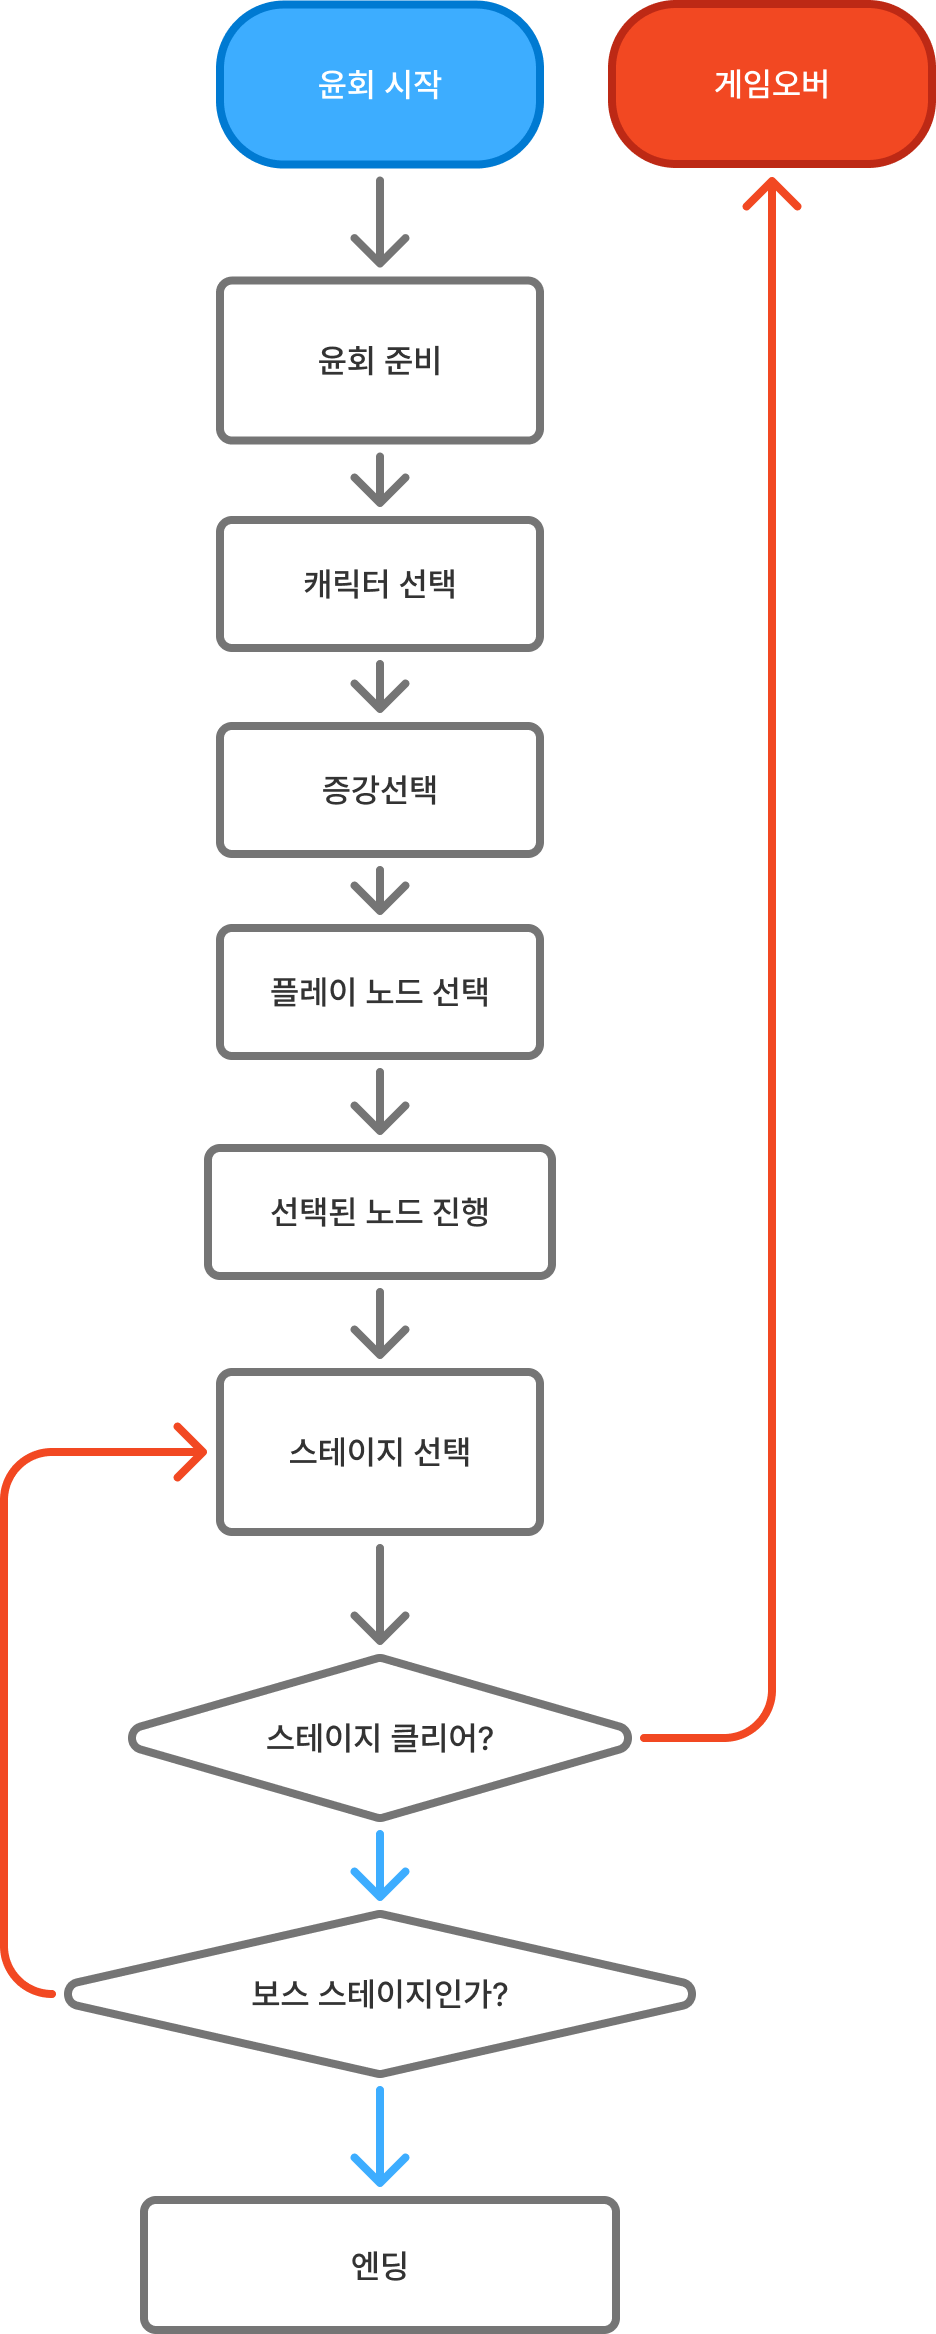 윤회 시작
게임오버
윤회 준비
캐릭터 선택
증강선택
플레이 노드 선택
선택된 노드 진행
스테이지 선택
스테이지 클리어?
보스 스테이지인가?
엔딩